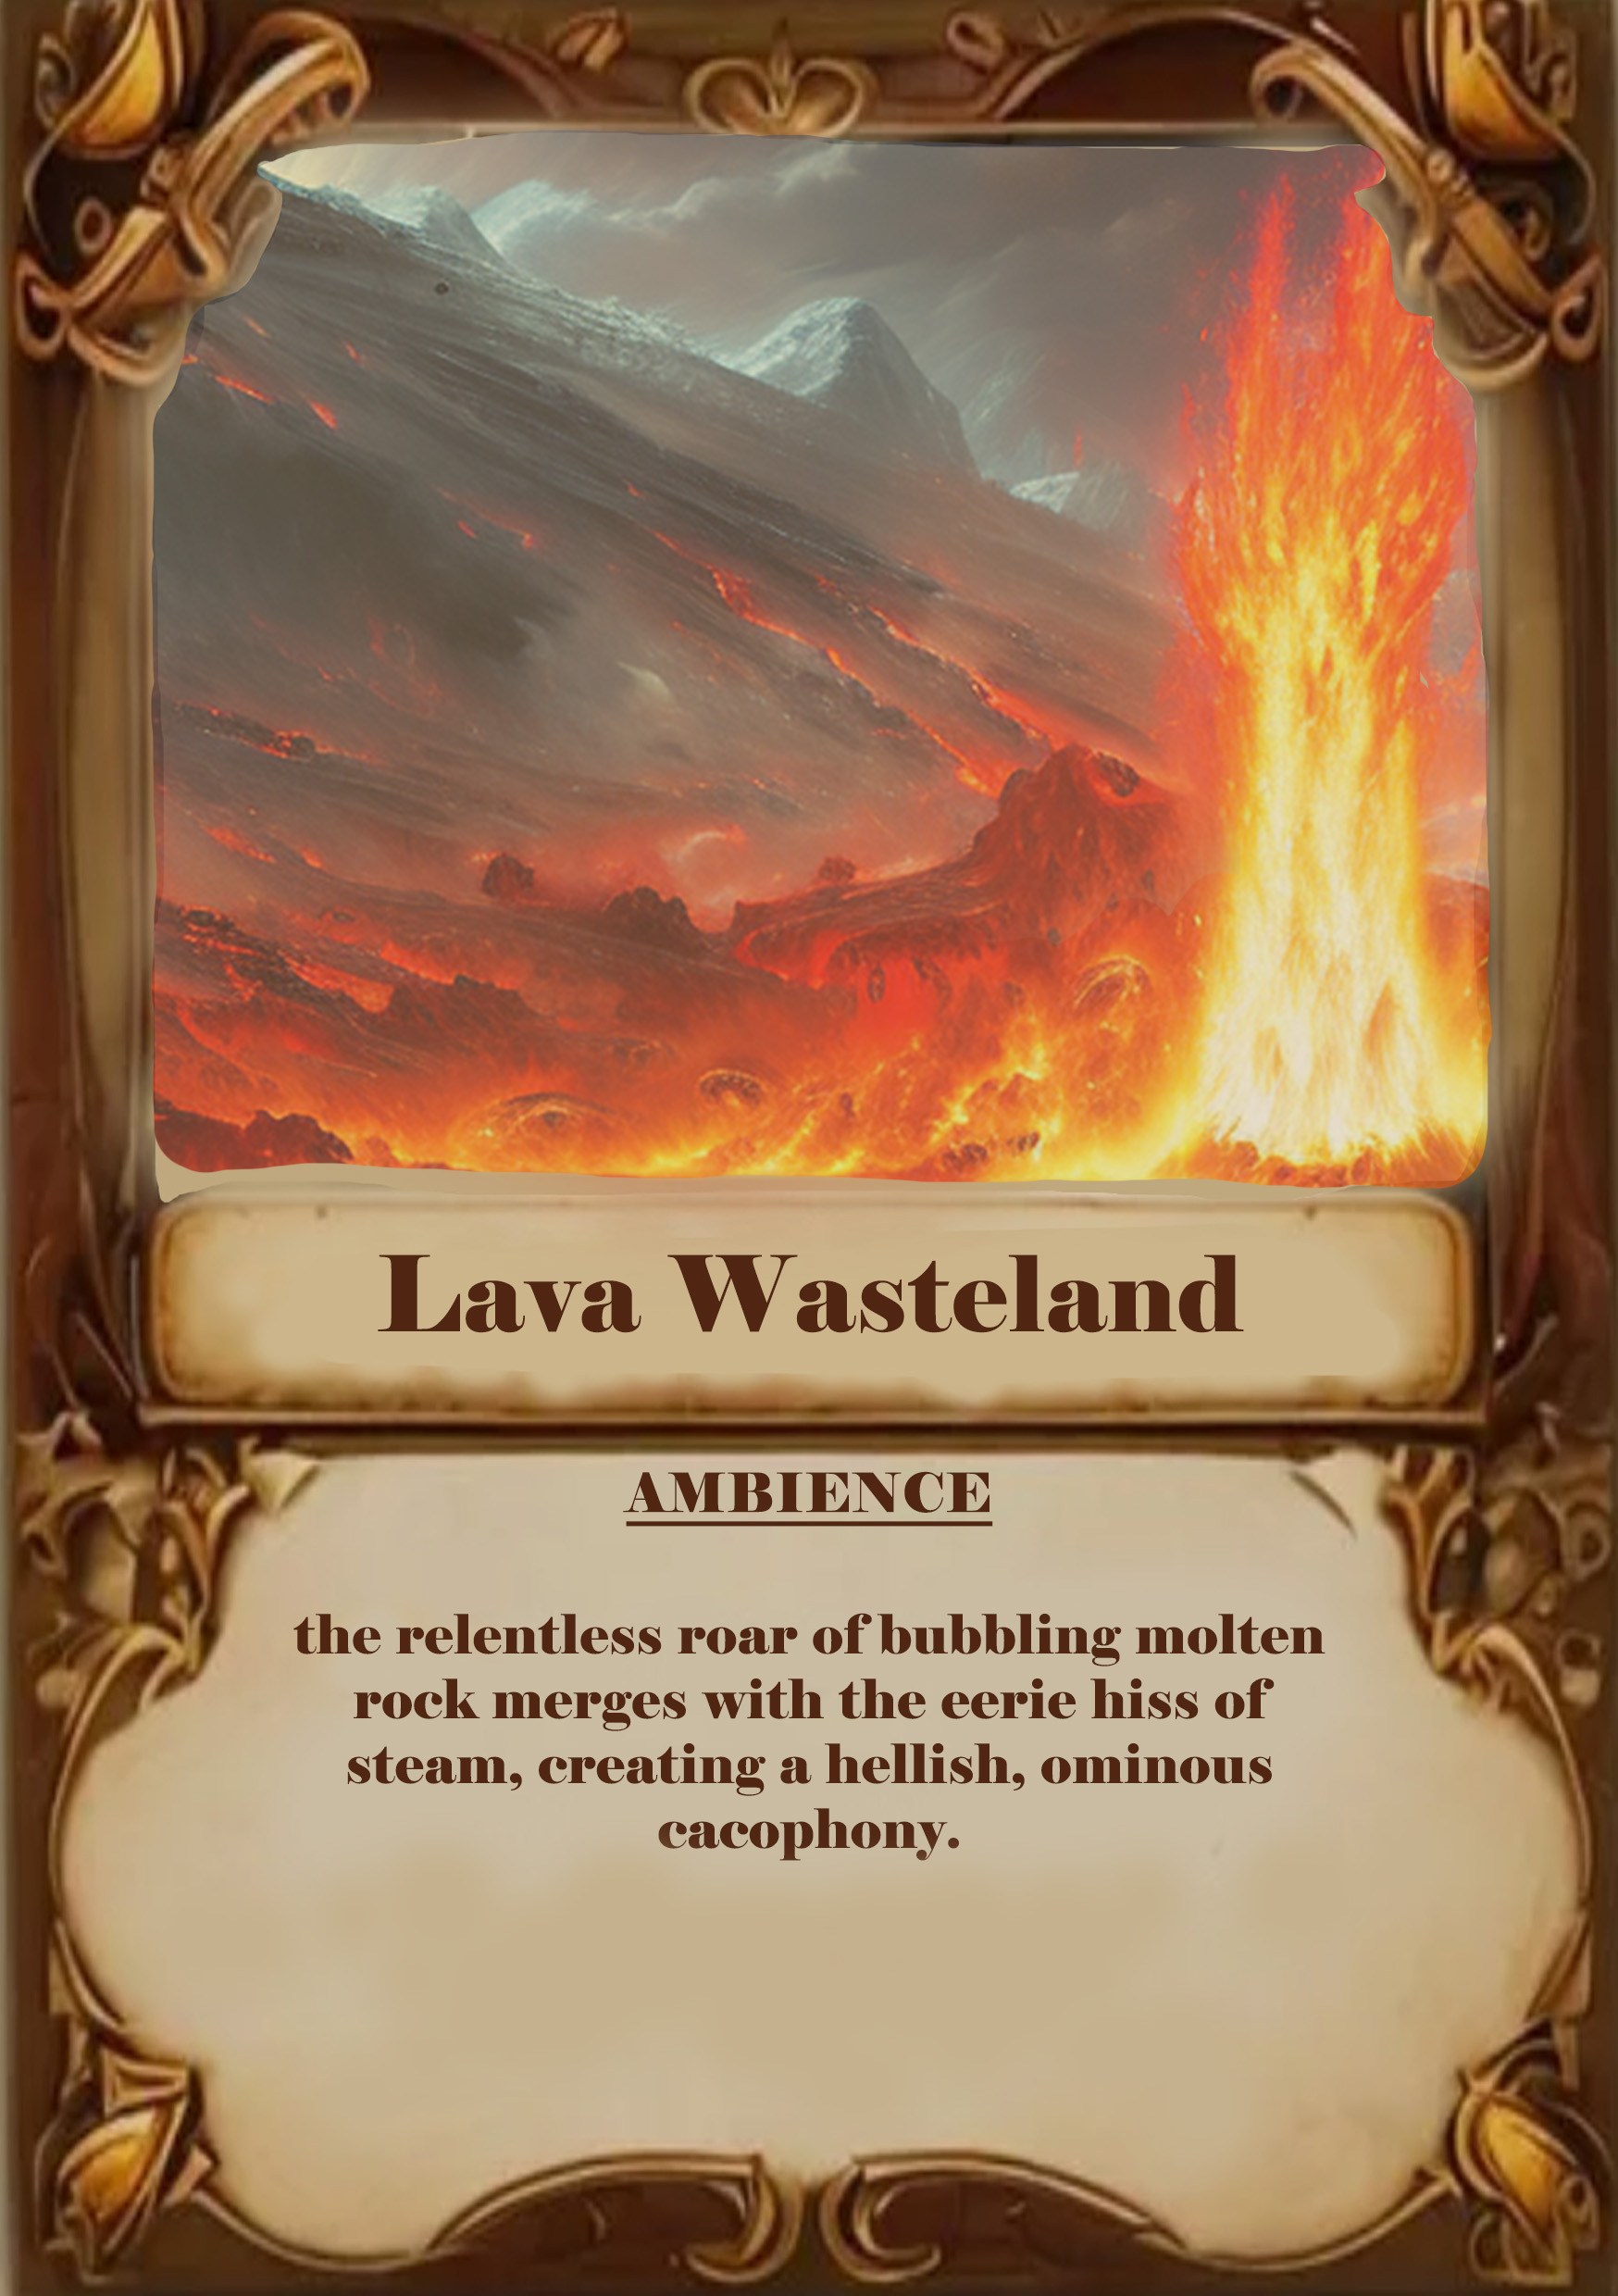 Lava Wasteland
AMBIENCE
the relentless roar of bubbling molten
rock merges with the eerie hiss of
steam, creating a hellish, ominous
cacophony.